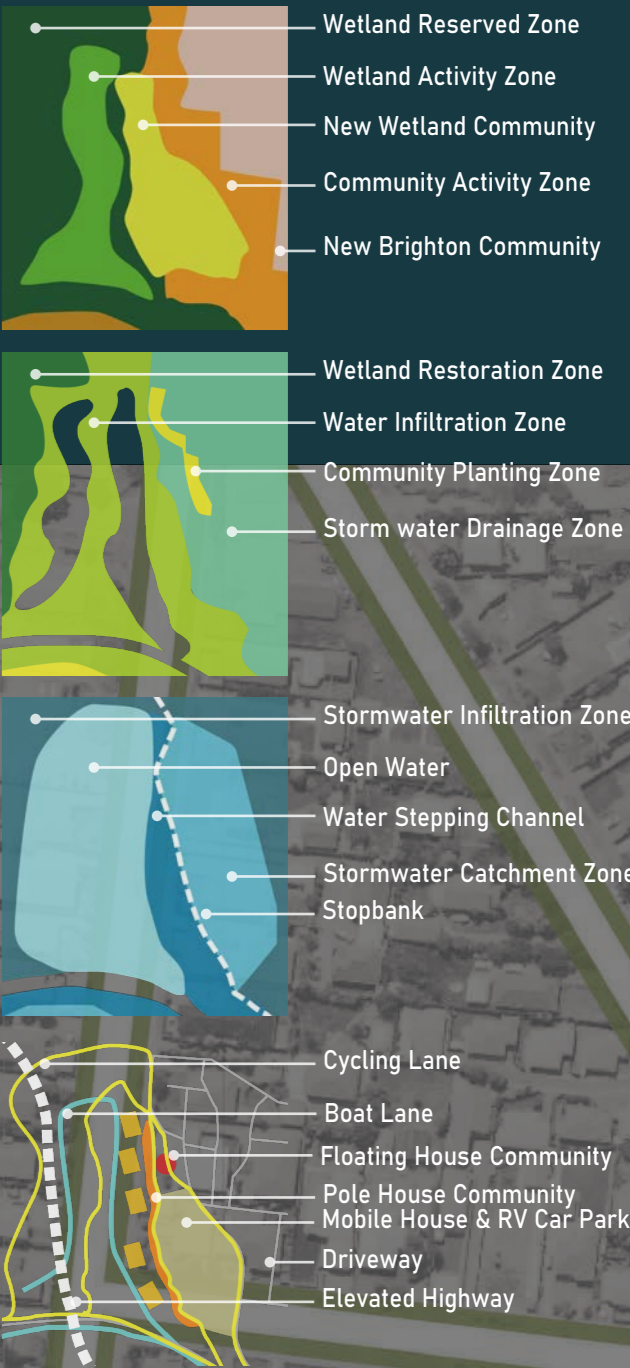 Wetland Reserved Zone
Wetland Activity Zone
New Wetland Community
Community Activity Zone
New Brighton Community
Wetland Restoration Zone
Water Infiltration Zone
Community Planting Zone
Storm water Drainage Zone
Stormwater Infiltration Zone
Open Water
Water Stepping Channel
Stormwater Catchment Zone
Stopbank
Cycling Lane
Boat Lane
Floating House Community
Pole House Community
Mobile House & RV Car Park
Driveway
Elevated Highway